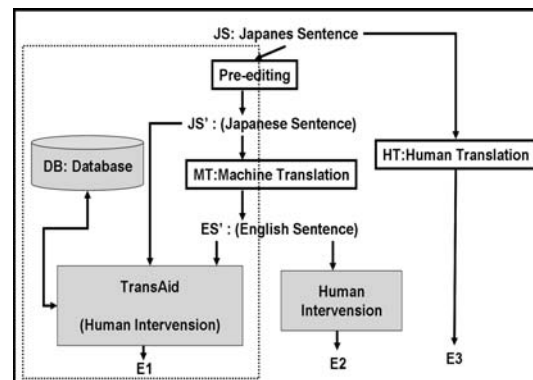 JS: Japanes Sentence
Pre-editing
JS' : (Japanese Sentence)
DB: Database
HT:Human Translation
MT:Machine Translation
ES' : (English Sentence)
TransAid
(Human Intervension)
Human
Intervention
E1
E2
E3